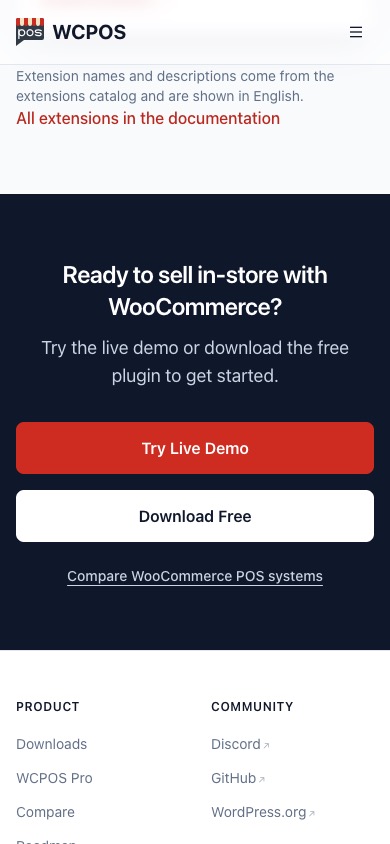 pos WCPOS
Extension names and descriptions come from the
extensions catalog and are shown in English.
All extensions in the documentation
Ready to sell in-store with
WooCommerce?
Try the live demo or download the free
plugin to get started.
Try Live Demo
Download Free
Compare WooCommerce POS systems
PRODUCT
Downloads
WCPOS Pro
Compare
COMMUNITY
Discord ↗
GitHub ↗
WordPress.org ↗